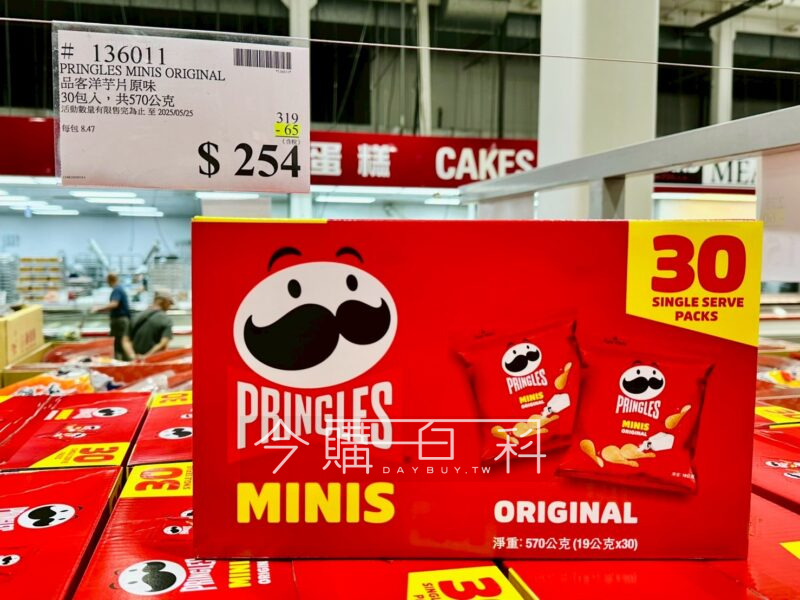 # 136011
PRINGLES MINIS ORIGINAL
品客洋芋片原味
30包入，共570公克
活動數量有限售完為止 至 2025/05/25
每包 8.47
319
- 65
$ 254
蛋糕 CAKES
30
SINGLE SERVE
PACKS
PRINGLES
MINIS
ORIGINAL
PRINGLES
MINIS
ORIGINAL
PRINGLES
今購百科
DAYBUY.TW
MINIS
ORIGINAL
淨重: 570公克 (19公克x30)
30
30
MINIS